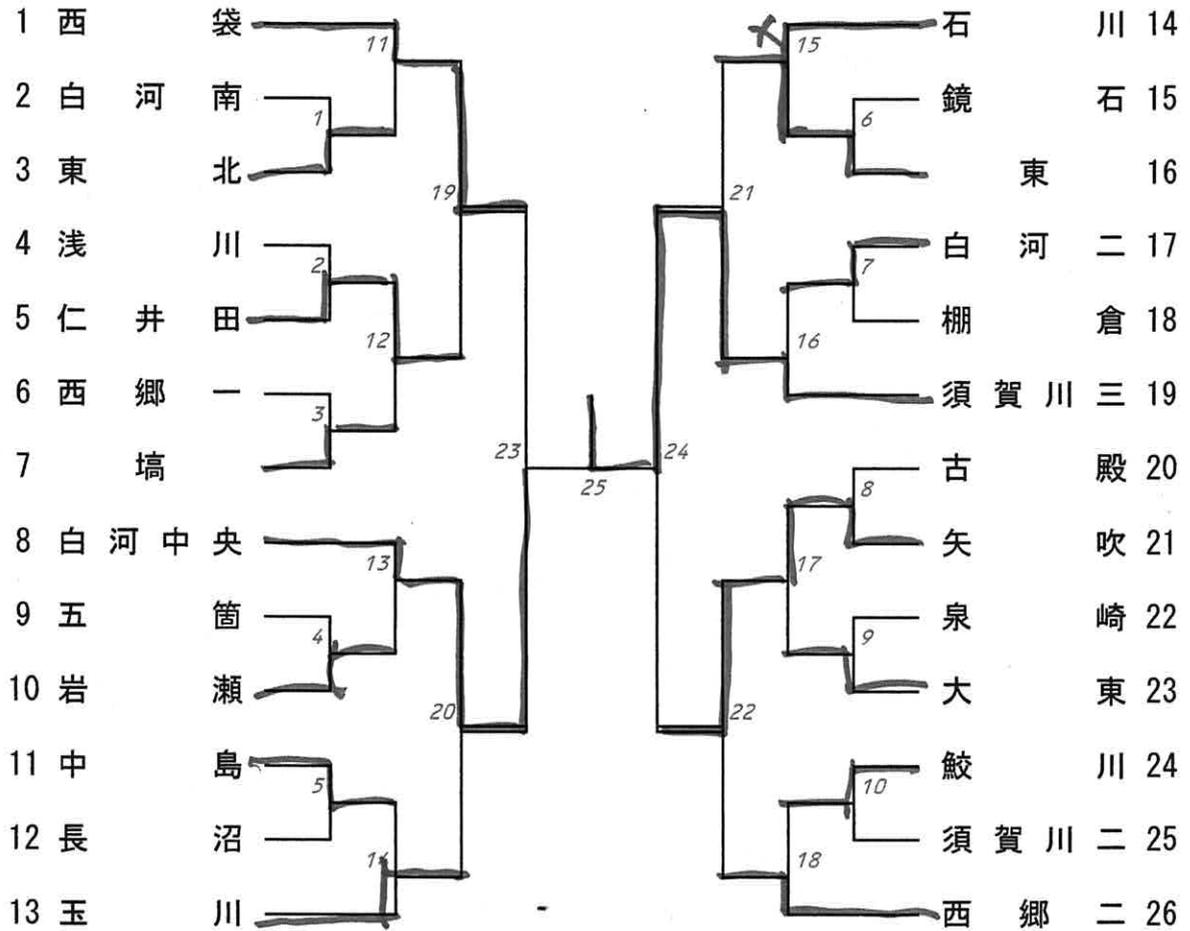 1 西袋
2 白河南
3 東北
4 浅川
5 仁井田
6 西郷一
7 塙
8 白河中央
9 五箇
10 岩瀬
11 中島
12 長沼
13 玉川
11
1
19
2
12
3
23
13
4
20
5
14
25
15
6
21
7
16
24
8
17
9
22
10
18
石川 14
鏡石 15
東 16
白河二 17
棚倉 18
須賀川三 19
古殿 20
矢吹 21
泉崎 22
大東 23
鮫川 24
須賀川二 25
西郷二 26